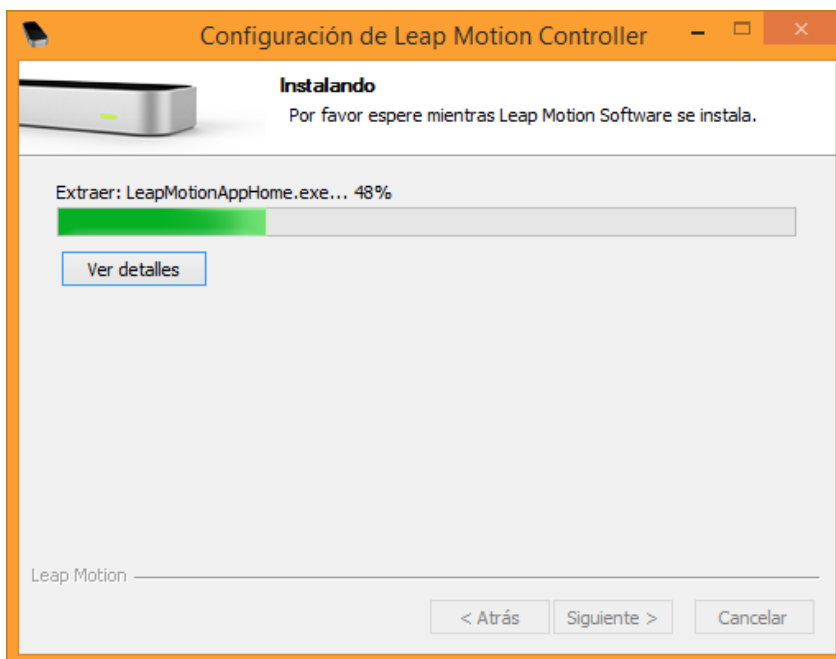 Configuración de Leap Motion Controller
Instalando
Por favor espere mientras Leap Motion Software se instala.
Extraer: LeapMotionAppHome.exe... 48%
Ver detalles
Leap Motion
< Atrás
Siguiente >
Cancelar